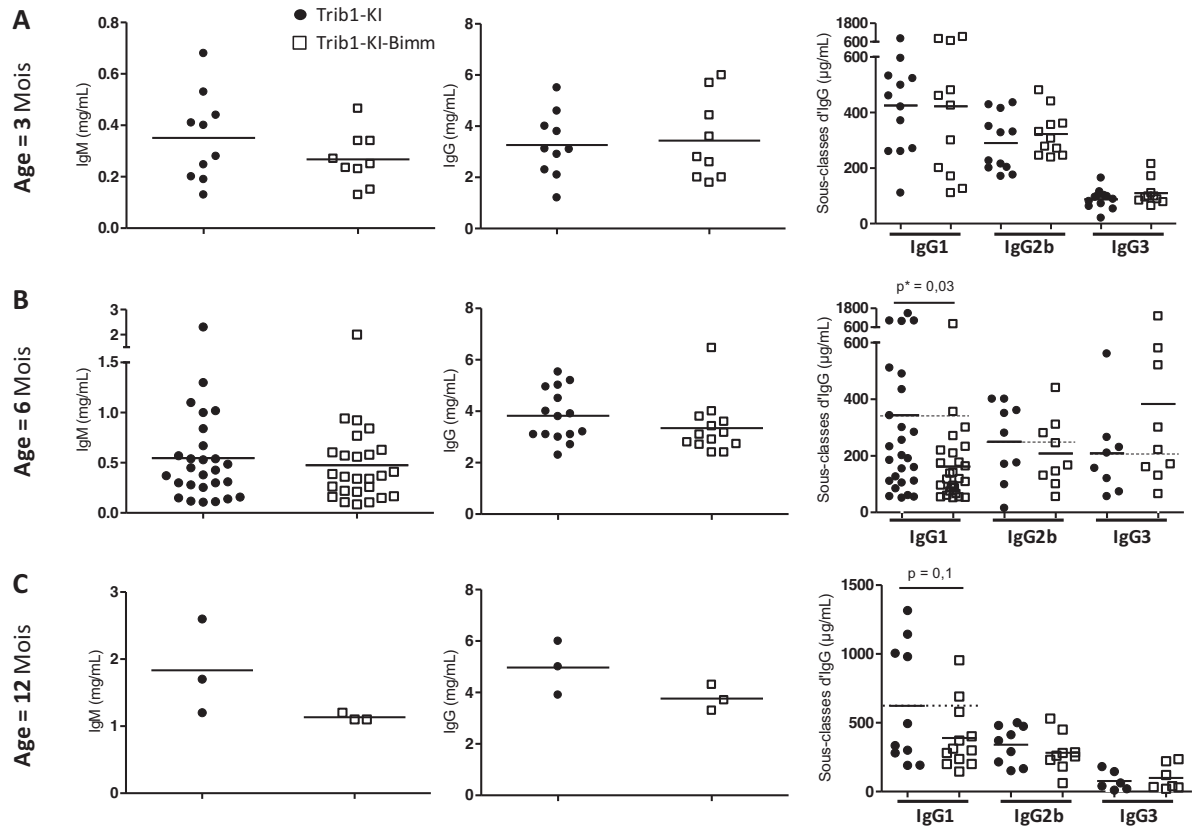 A
Age = 3 Mois
● Trib1-KI
□ Trib1-KI-Bimm
IgM (mg/mL)
0.8
0.6
0.4
0.2
0.0
IgG (mg/mL)
8
6
4
2
0
Sous-classes d'IgG (µg/mL)
1800
600
600
400
200
0
IgG1 IgG2b IgG3
B
Age = 6 Mois
IgM (mg/mL)
3
2
1.5
1.0
0.5
0.0
IgG (mg/mL)
8
6
4
2
0
Sous-classes d'IgG (µg/mL)
p* = 0,03
1800
600
600
400
200
0
IgG1 IgG2b IgG3
C
Age = 12 Mois
IgM (mg/mL)
3
2
1
0
IgG (mg/mL)
8
6
4
2
0
Sous-classes d'IgG (µg/mL)
p = 0,1
1500
1000
500
0
IgG1 IgG2b IgG3